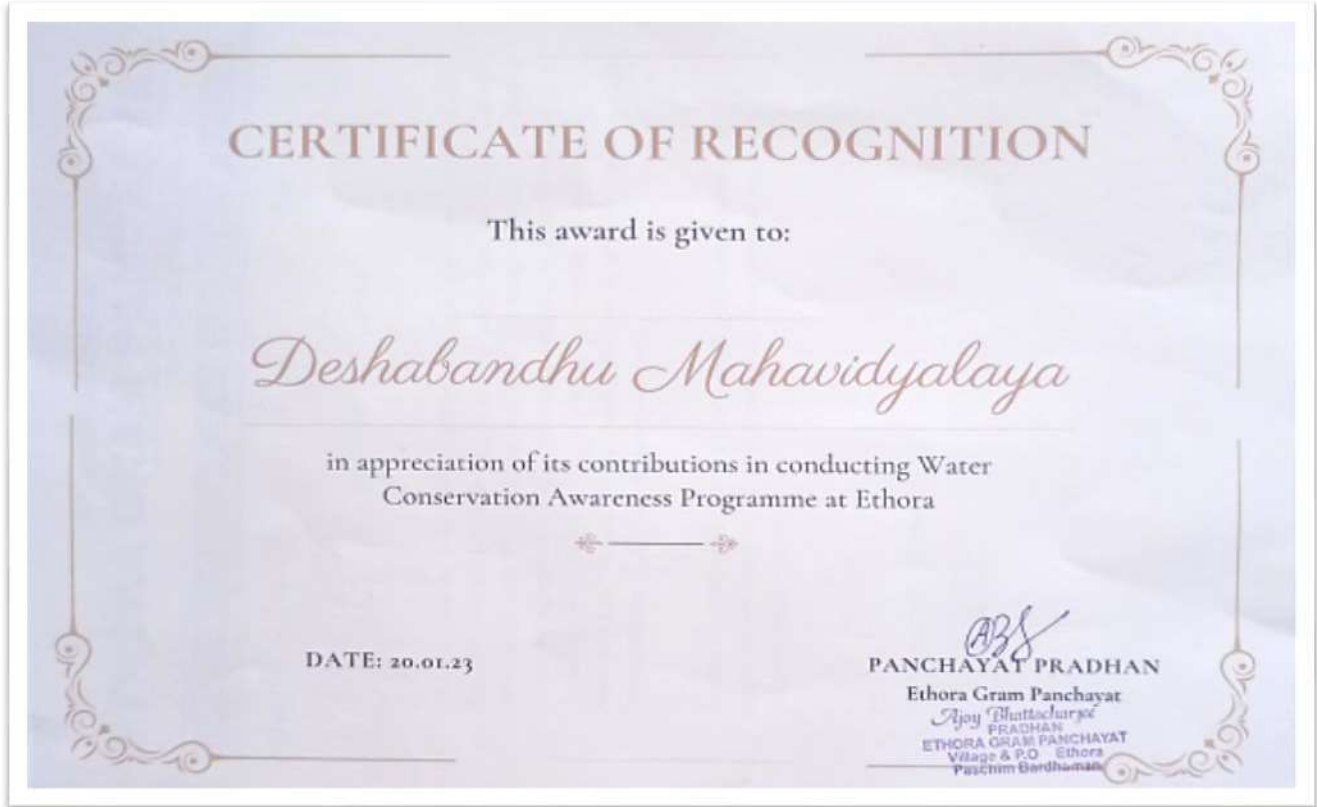 CERTIFICATE OF RECOGNITION
This award is given to:
Deshabandhu Mahavidyalaya
in appreciation of its contributions in conducting Water
Conservation Awareness Programme at Ethora
DATE: 20.01.23
PANCHAYAT PRADHAN
Ethora Gram Panchayat
Ajoy Bhattacharjee
PRADHAN
ETHORA GRAM PANCHAYAT
Village & P.O Ethora
Paschim Bardhaman